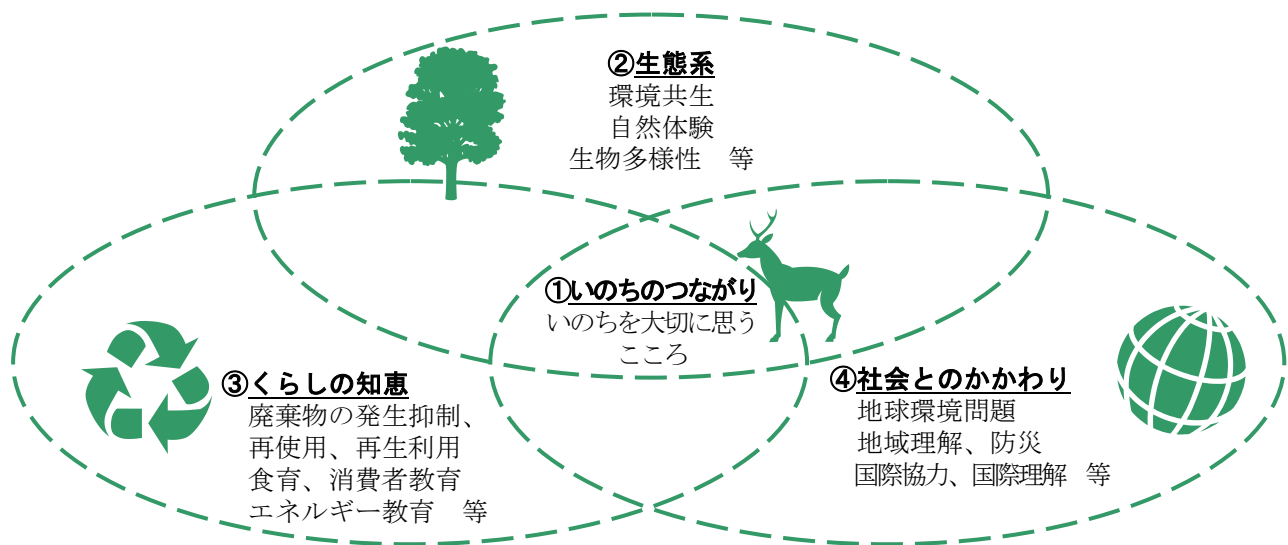 ②生態系
環境共生
自然体験
生物多様性　等
①いのちのつながり
いのちを大切に思う
こころ
③くらしの知恵
廃棄物の発生抑制、
再使用、再生利用
食育、消費者教育
エネルギー教育　等
④社会とのかかわり
地球環境問題
地域理解、防災
国際協力、国際理解　等